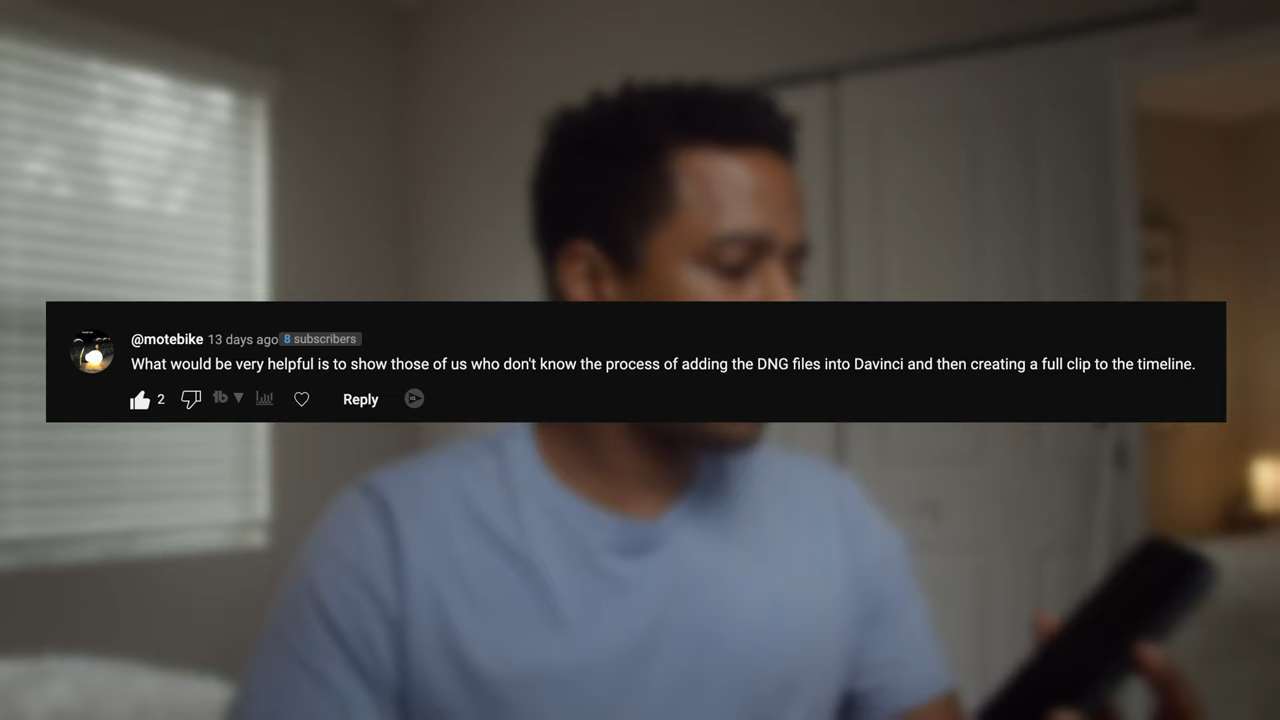 @motebike 13 days ago 8 subscribers
What would be very helpful is to show those of us who don't know the process of adding the DNG files into Davinci and then creating a full clip to the timeline.
2 tb Reply